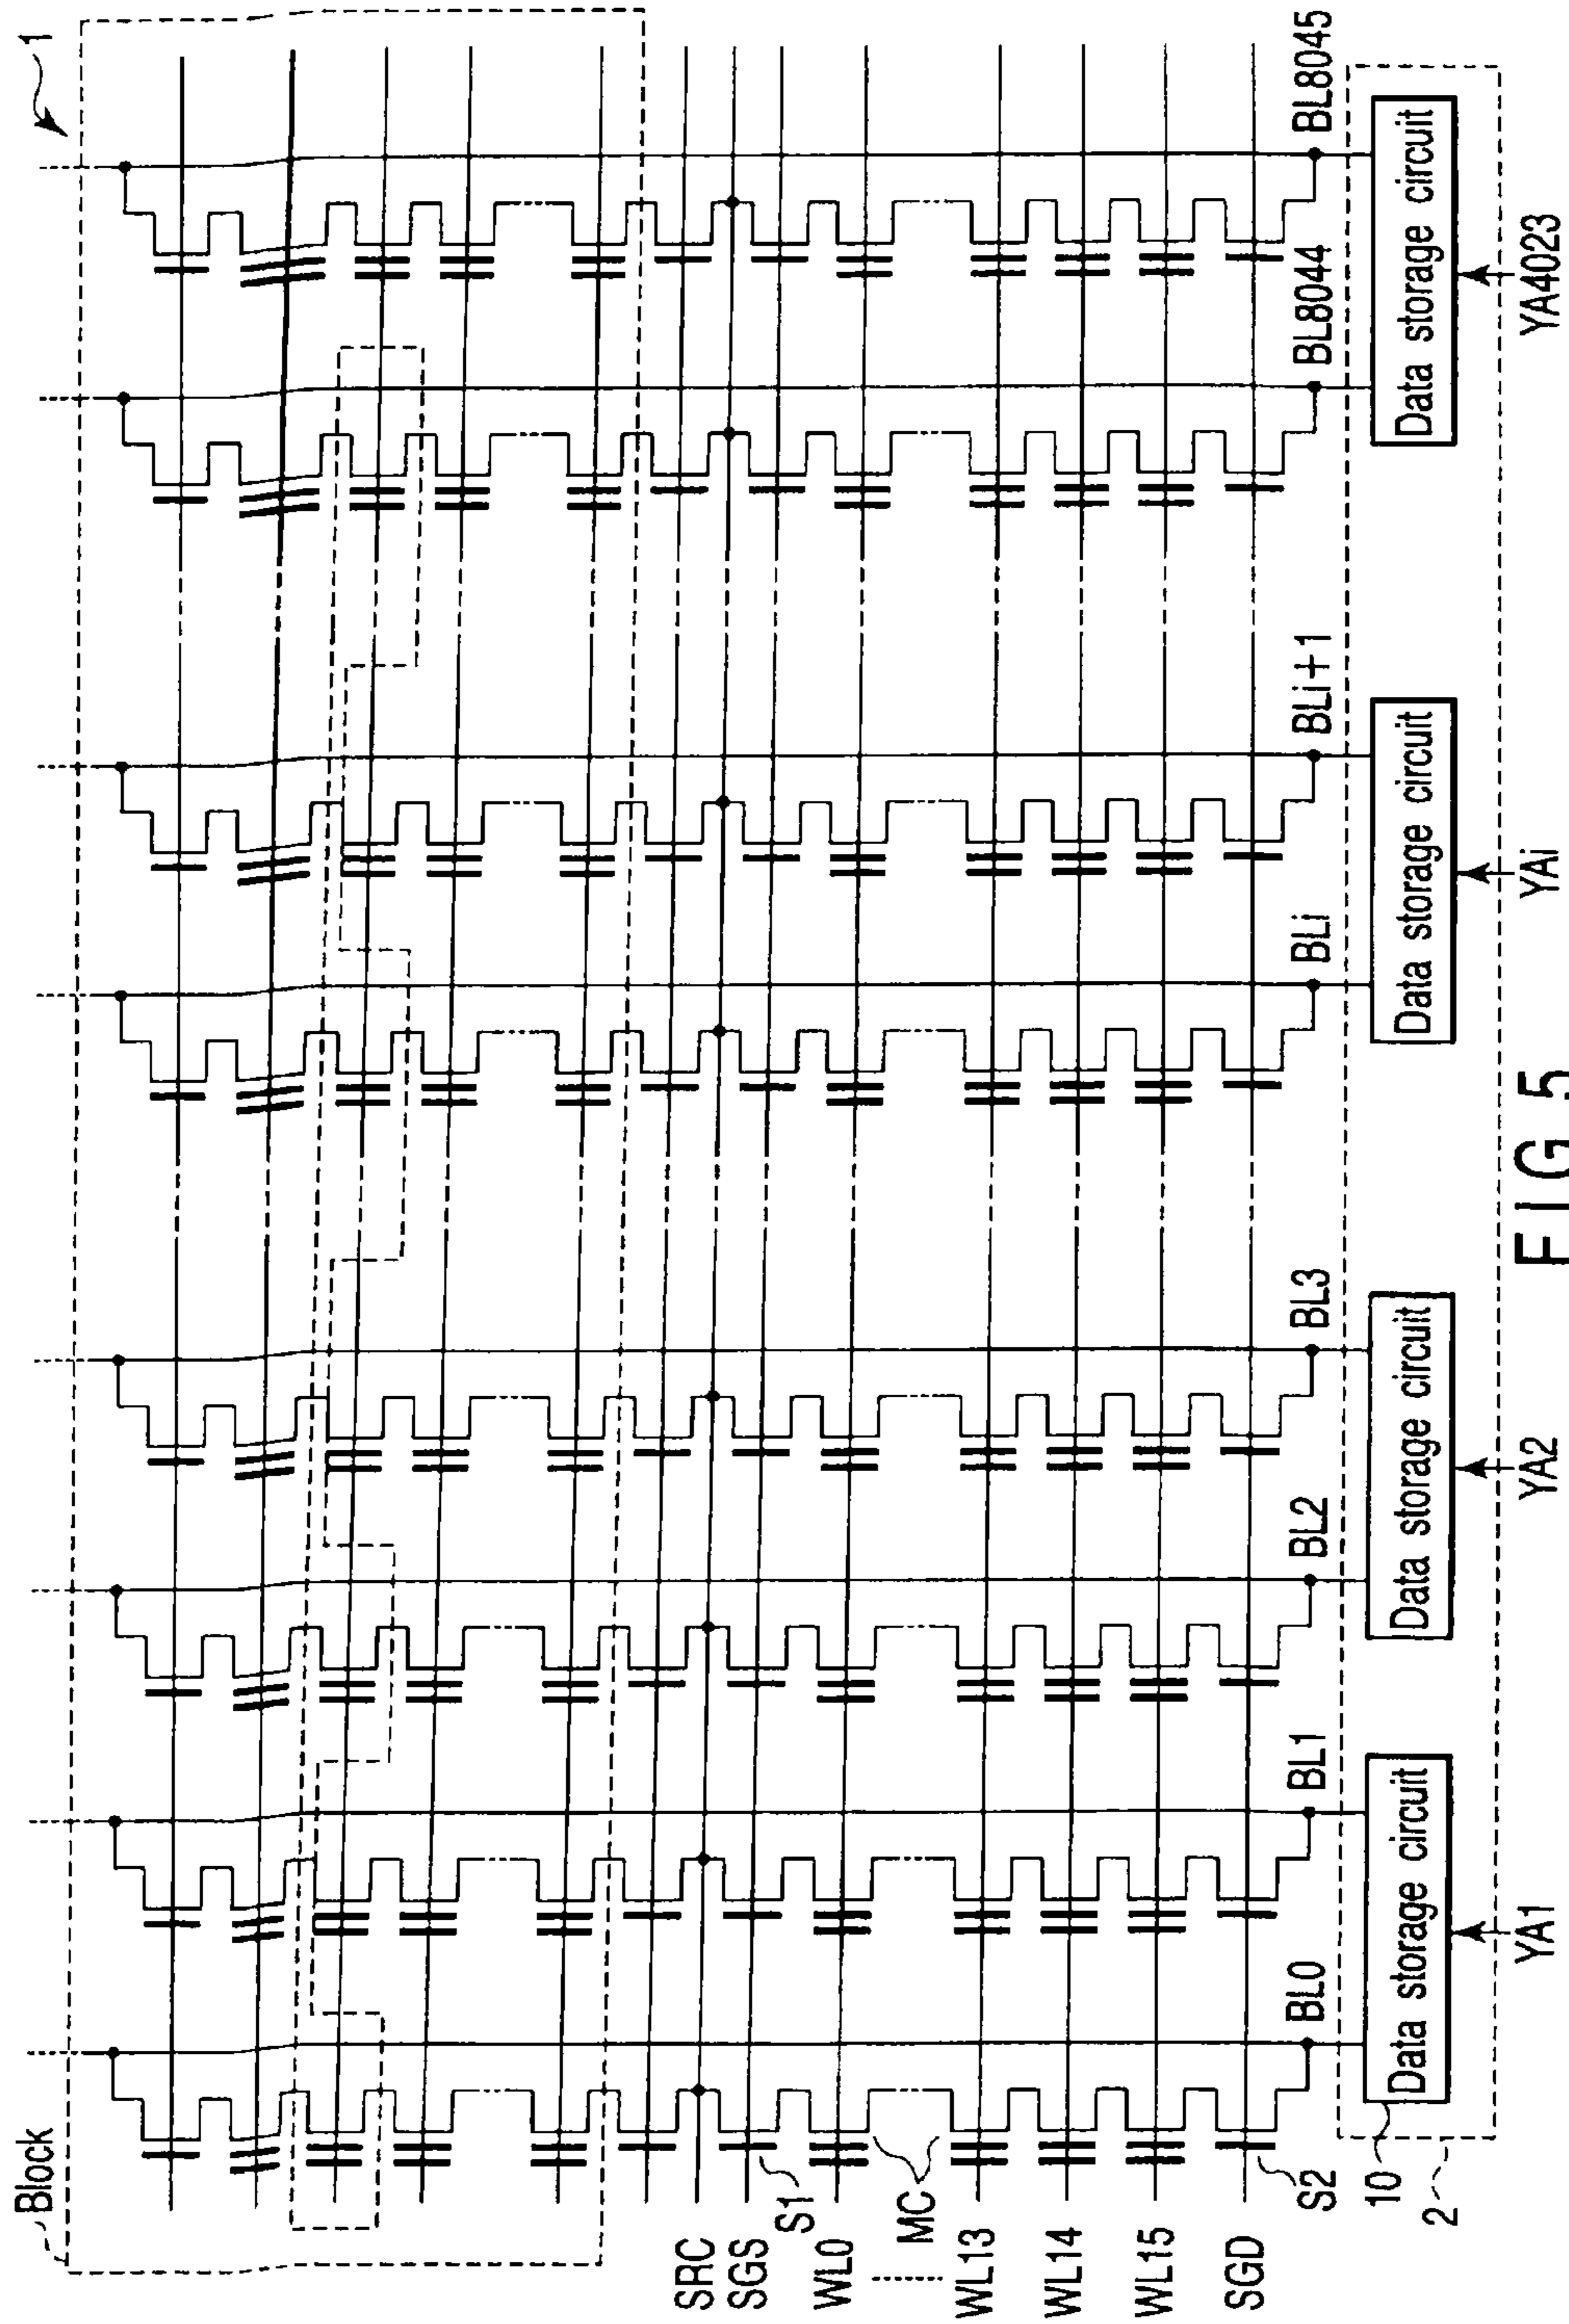 1
Block
SRC
SGS
S1
WL0
MC
WL13
WL14
WL15
SGD
S2
BL0
BL1
BL2
BL3
BLi
BLi+1
BL8044
BL8045
10
Data storage circuit
Data storage circuit
Data storage circuit
Data storage circuit
2
YA1
YA2
YAi
YA4023
FIG. 5